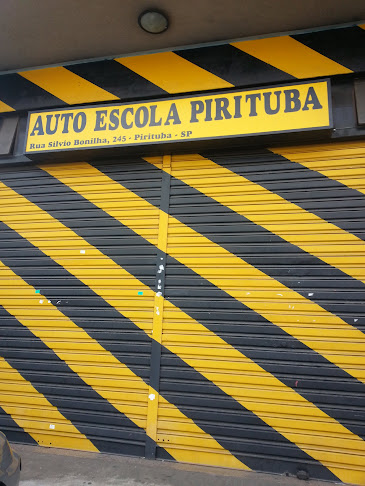 AUTO ESCOLA PIRITUBA
Rua Silvio Bonilha, 245 - Pirituba - SP